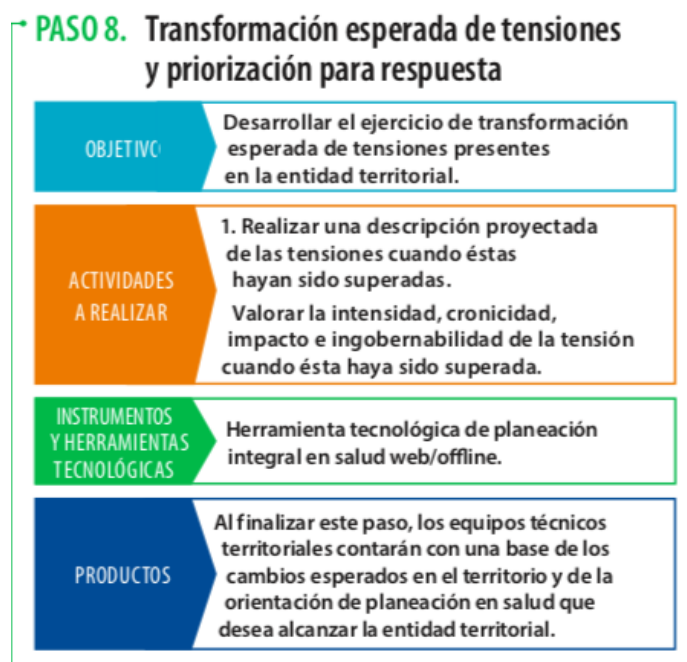 PASO 8. Transformación esperada de tensiones
y priorización para respuesta
OBJETIVO
Desarrollar el ejercicio de transformación
esperada de tensiones presentes
en la entidad territorial.
ACTIVIDADES
A REALIZAR
1. Realizar una descripción proyectada
de las tensiones cuando éstas
hayan sido superadas.
Valorar la intensidad, cronicidad,
impacto e ingobernabilidad de la tensión
cuando ésta haya sido superada.
INSTRUMENTOS
Y HERRAMIENTAS
TECNOLÓGICAS
Herramienta tecnológica de planeación
integral en salud web/offline.
PRODUCTOS
Al finalizar este paso, los equipos técnicos
territoriales contarán con una base de los
cambios esperados en el territorio y de la
orientación de planeación en salud que
desea alcanzar la entidad territorial.